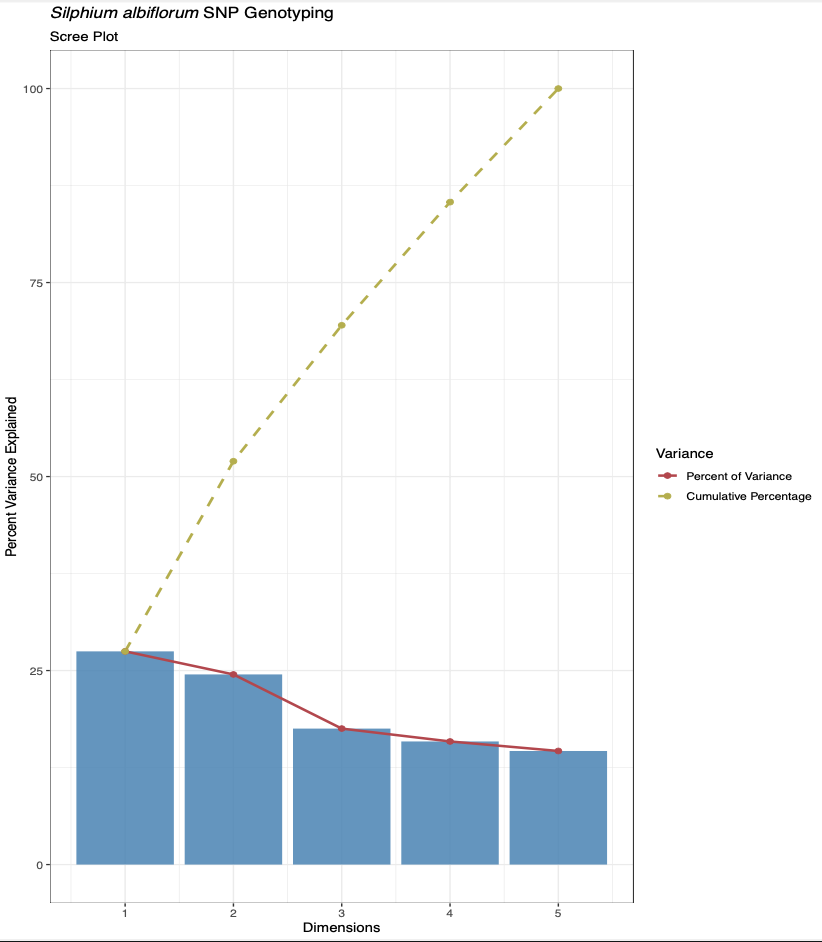 Silphium albiflorum SNP Genotyping
Scree Plot
100
75
50
25
0
Percent Variance Explained
1 2 3 4 5
Dimensions
Variance
Percent of Variance
Cumulative Percentage